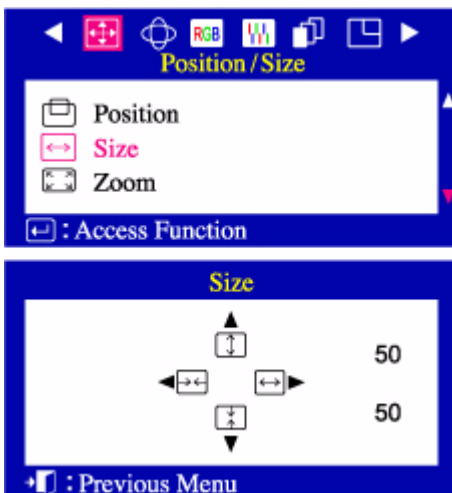 RGB
Position / Size
Position
Size
Zoom
: Access Function
Size
50
50
: Previous Menu